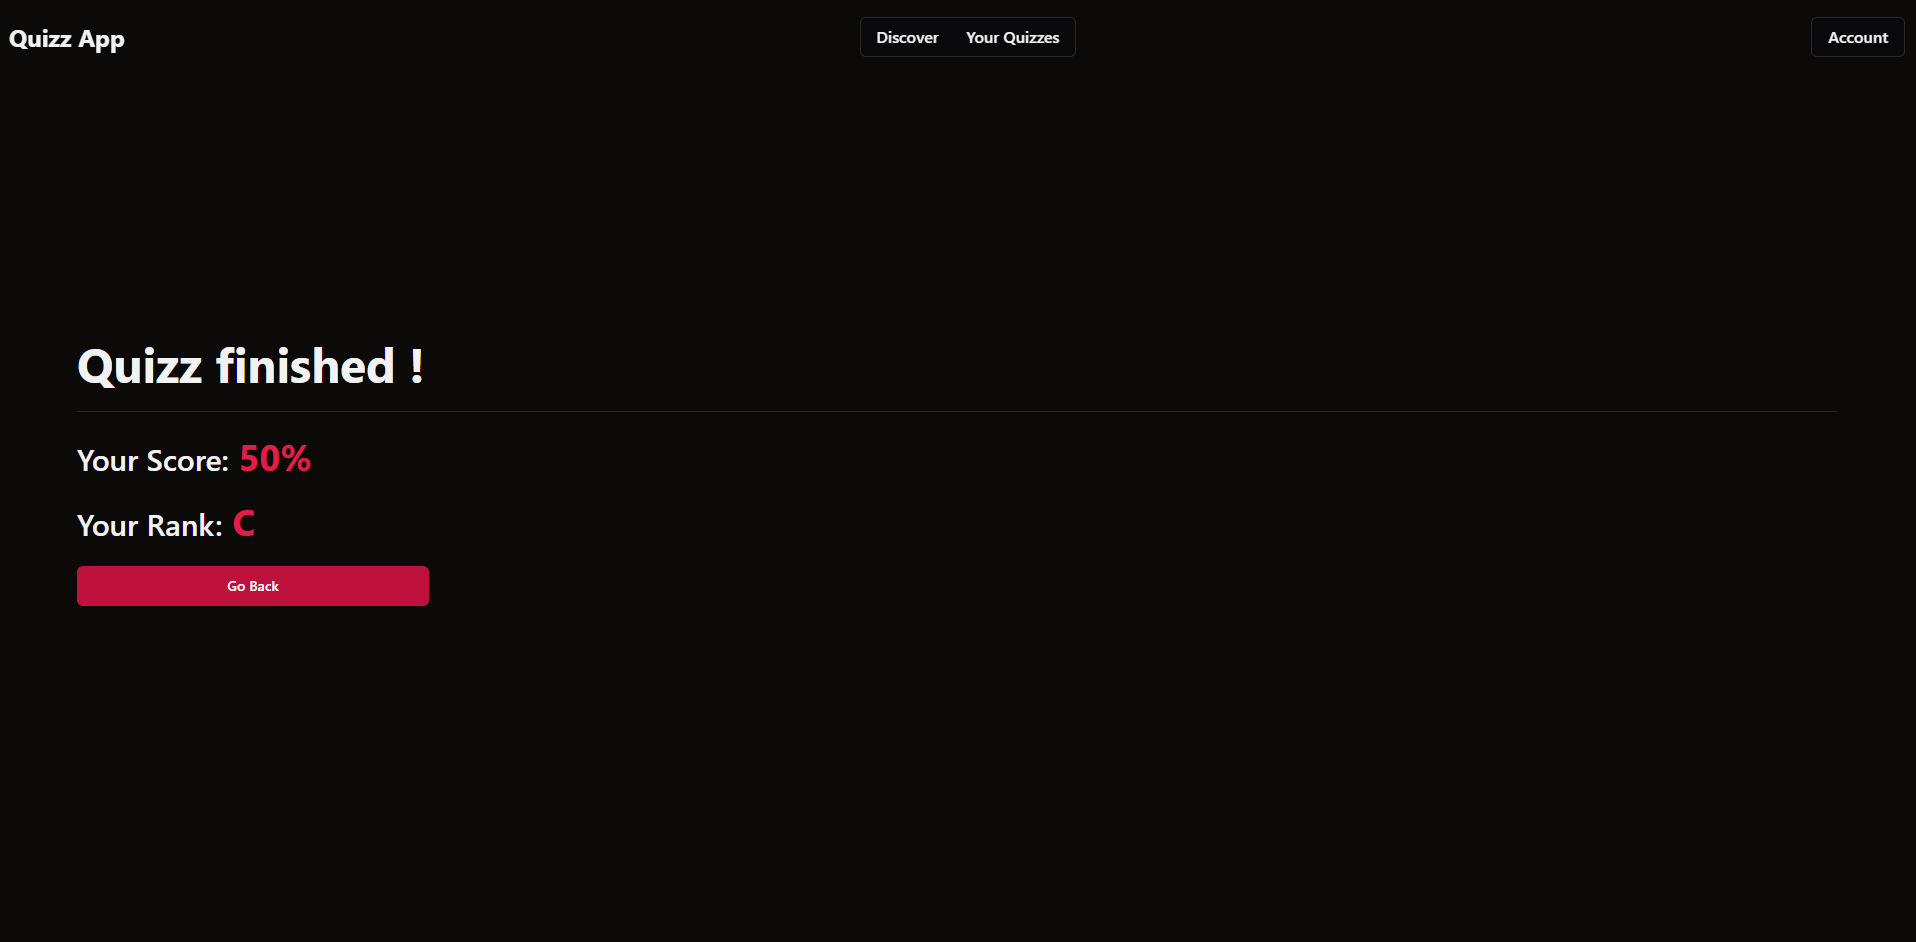 Quizz App
Discover
Your Quizzes
Account
Quizz finished !
Your Score: 50%
Your Rank: C
Go Back